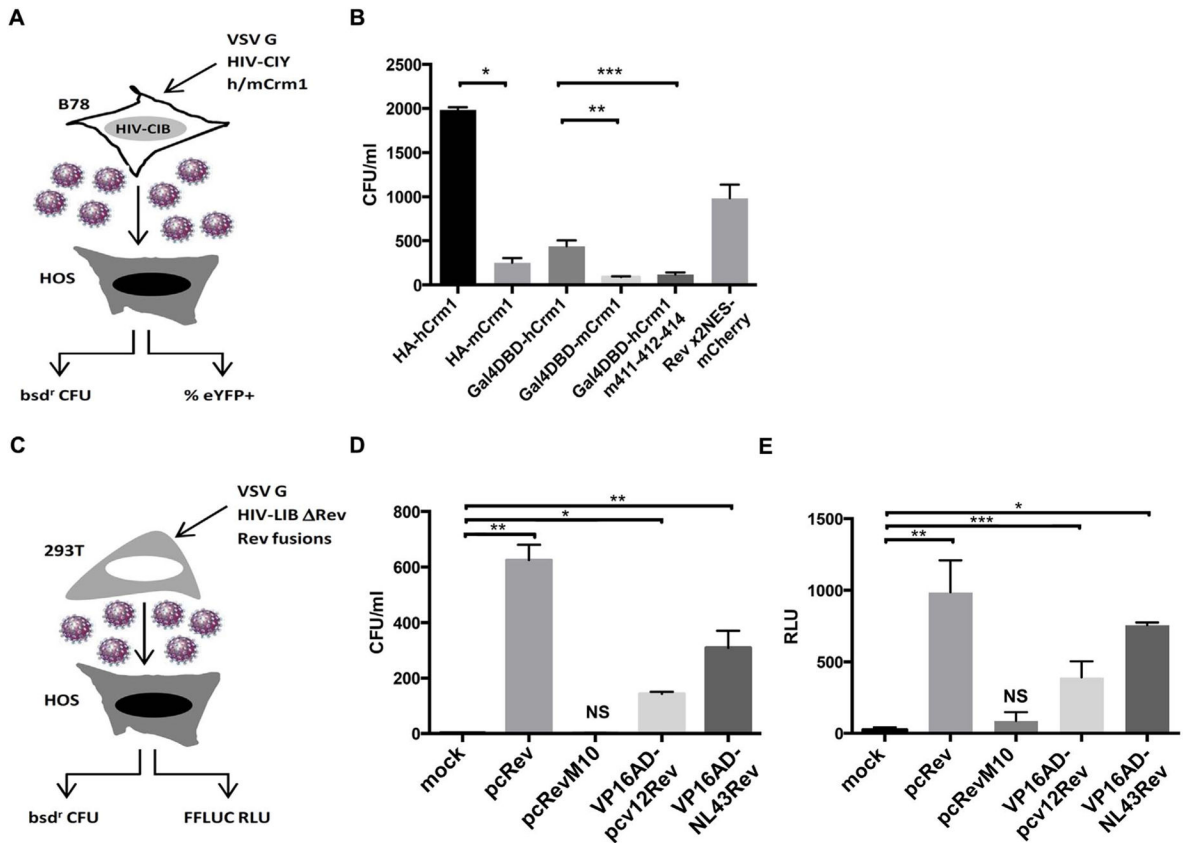 A
VSV G
HIV-CIY
h/mCrm1
B78
HIV-CIB
HOS
bsdʳ CFU
% eYFP+
B
2500
2000
1500
1000
500
0
CFU/ml
*
***
**
HA-hCrm1
HA-mCrm1
Gal4DBD-hCrm1
Gal4DBD-mCrm1
Gal4DBD-hCrm1
m411-412-414
Rev x2NES-
mCherry
C
VSV G
HIV-LIB ΔRev
Rev fusions
293T
HOS
bsdʳ CFU
FFLUC RLU
D
800
600
400
200
0
CFU/ml
**
*
**
NS
mock
pcRev
pcRevM10
VP16AD-
pcv12Rev
VP16AD-
NL43Rev
E
1500
1000
500
0
RLU
*
***
**
NS
mock
pcRev
pcRevM10
VP16AD-
pcv12Rev
VP16AD-
NL43Rev